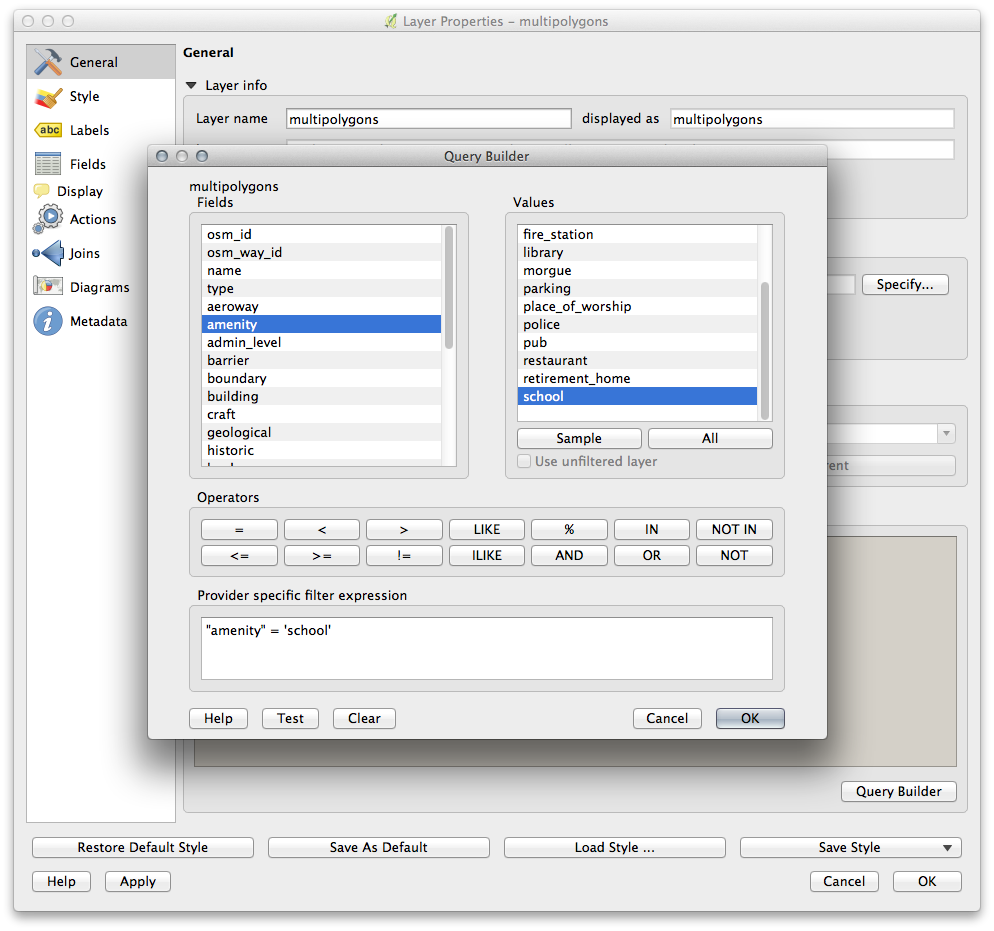 Layer Properties – multipolygons
General
Style
abc Labels
Fields
Display
Actions
Joins
Diagrams
Metadata
General
Layer info
Layer name multipolygons displayed as multipolygons
Specify...
Query Builder
multipolygons
Fields
osm_id
osm_way_id
name
type
aeroway
amenity
admin_level
barrier
boundary
building
craft
geological
historic
Values
fire_station
library
morgue
parking
place_of_worship
police
pub
restaurant
retirement_home
school
Sample All
Use unfiltered layer
Operators
= < > LIKE % IN NOT IN
<= >= != ILIKE AND OR NOT
Provider specific filter expression
"amenity" = 'school'
Help Test Clear Cancel OK
Query Builder
Restore Default Style Save As Default Load Style ... Save Style
Help Apply Cancel OK